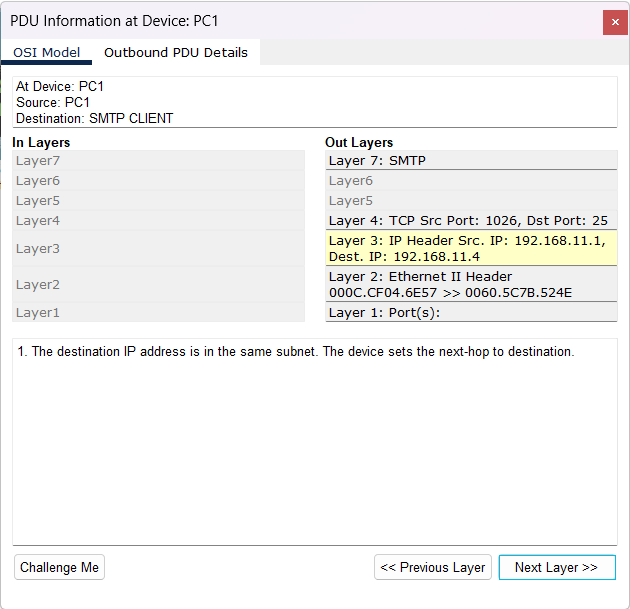 PDU Information at Device: PC1
×
OSI Model Outbound PDU Details
At Device: PC1
Source: PC1
Destination: SMTP CLIENT
In Layers
Layer7
Layer6
Layer5
Layer4
Layer3
Layer2
Layer1
Out Layers
Layer 7: SMTP
Layer6
Layer5
Layer 4: TCP Src Port: 1026, Dst Port: 25
Layer 3: IP Header Src. IP: 192.168.11.1,
Dest. IP: 192.168.11.4
Layer 2: Ethernet II Header
000C.CF04.6E57 >> 0060.5C7B.524E
Layer 1: Port(s):
1. The destination IP address is in the same subnet. The device sets the next-hop to destination.
Challenge Me
<< Previous Layer
Next Layer >>